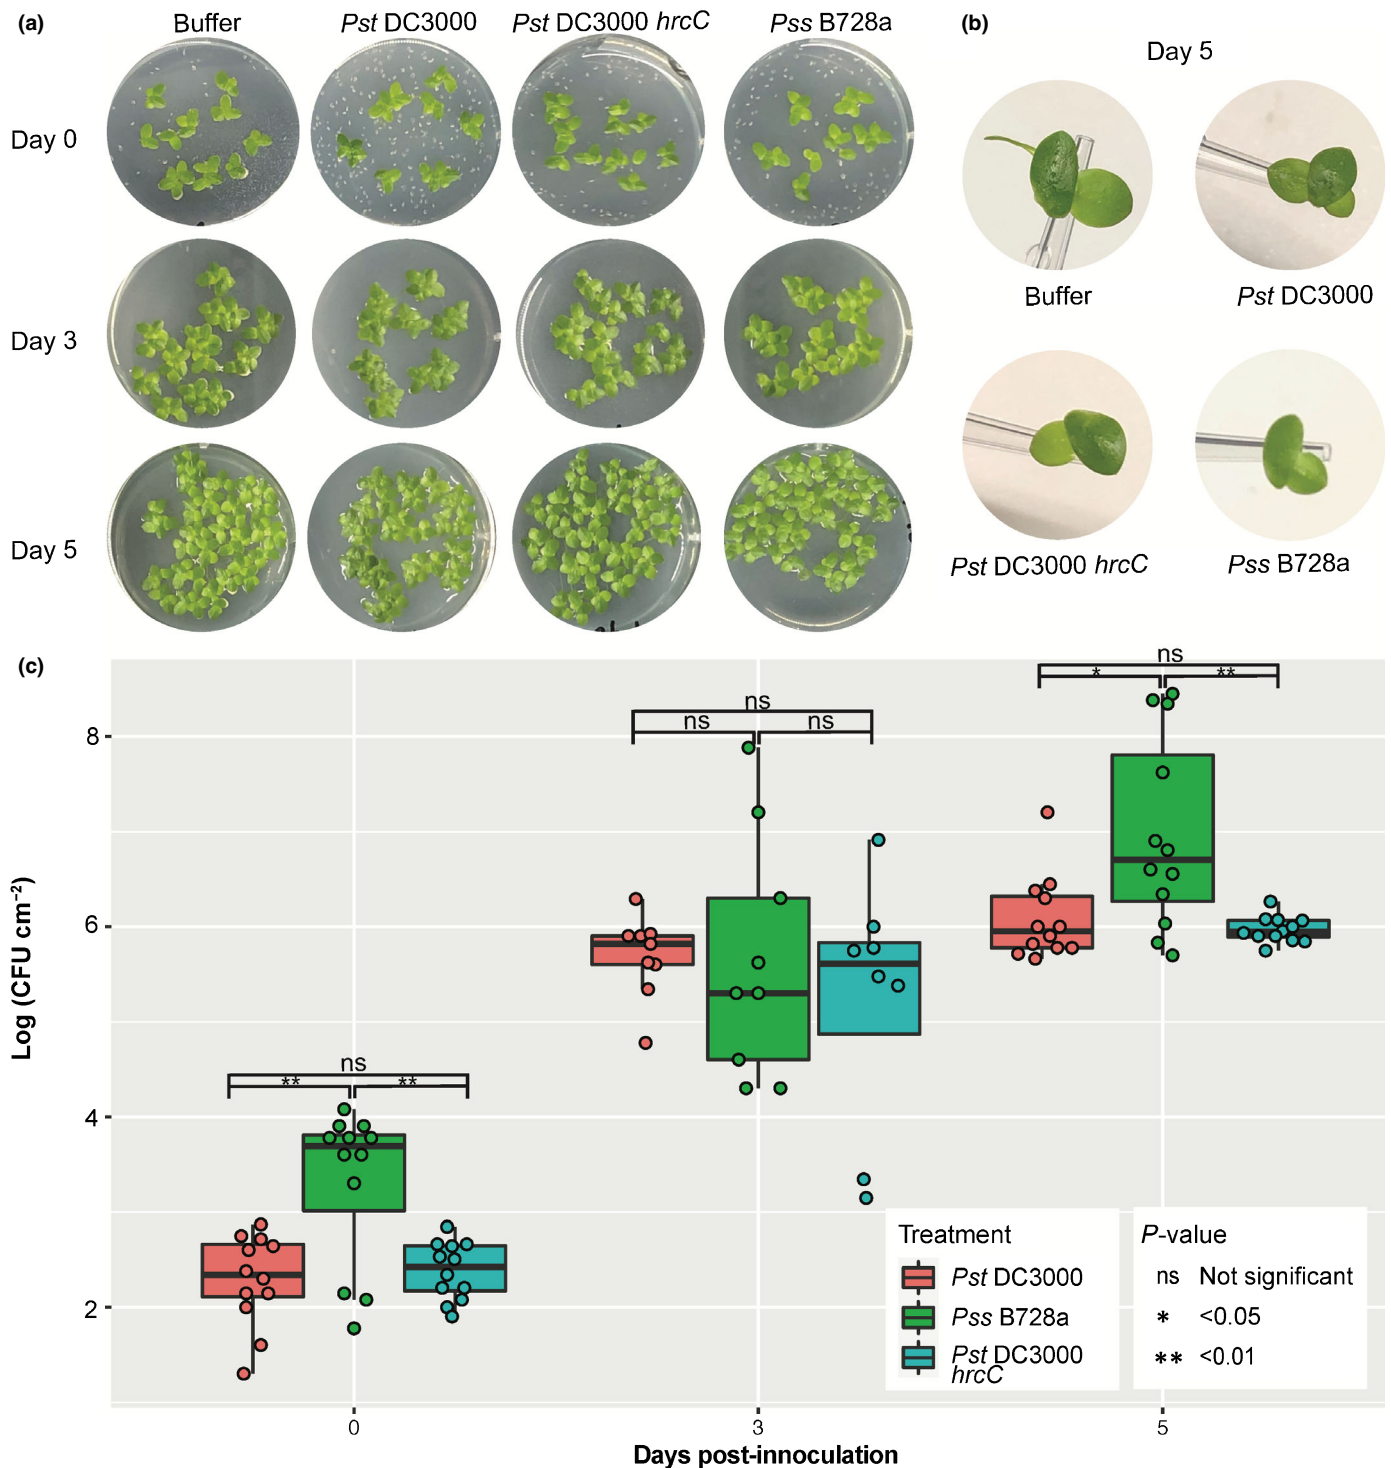 (a)
Buffer
Pst DC3000
Pst DC3000 hrcC
Pss B728a
Day 0
Day 3
Day 5
(b)
Day 5
Buffer
Pst DC3000
Pst DC3000 hrcC
Pss B728a
(c)
Log (CFU cm⁻²)
8
6
4
2
ns
** **
ns
ns ns
ns
* **
Treatment
Pst DC3000
Pss B728a
Pst DC3000
hrcC
P-value
ns Not significant
* <0.05
** <0.01
0 3 5
Days post-innoculation